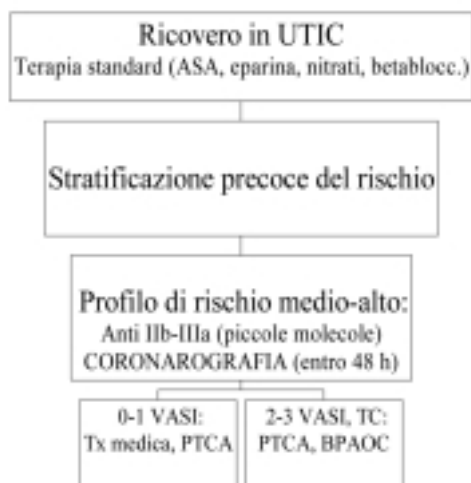 Ricovero in UTIC
Terapia standard (ASA, eparina, nitrati, betablocc.)
Stratificazione precoce del rischio
Profilo di rischio medio-alto:
Anti IIb-IIIa (piccole molecole)
CORONAROGRAFIA (entro 48 h)
0-1 VASI:
Tx medica, PTCA
2-3 VASI, TC:
PTCA, BPAOC